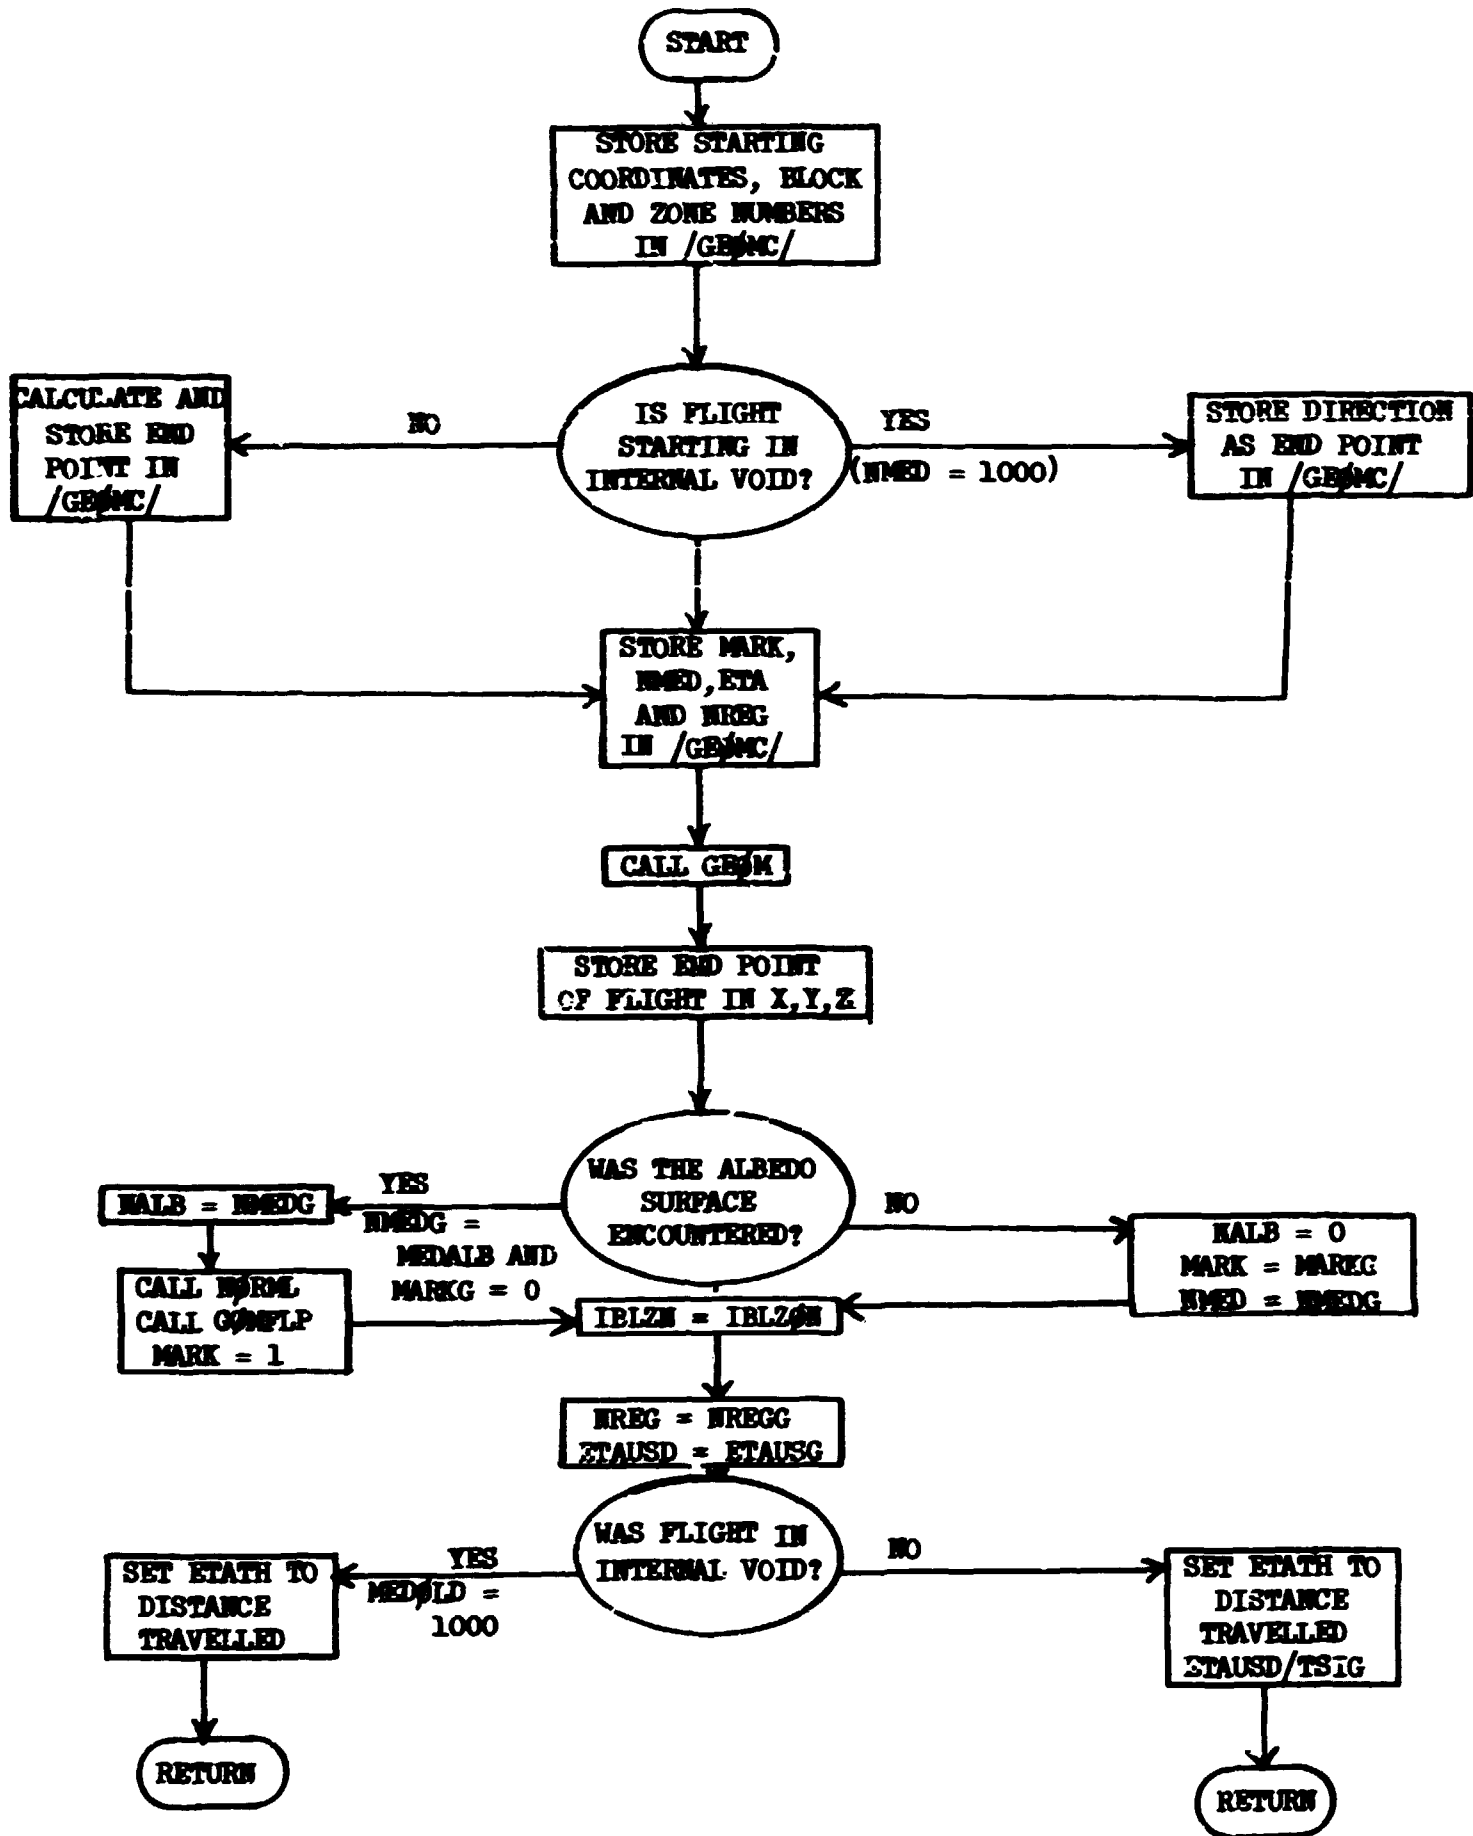 START
STORE STARTING
COORDINATES, BLOCK
AND ZONE NUMBERS
IN /GEØMC/
IS FLIGHT
STARTING IN
INTERNAL VOID?
NO
YES
(NMED = 1000)
CALCULATE AND
STORE END
POINT IN
/GEØMC/
STORE DIRECTION
AS END POINT
IN /GEØMC/
STORE MARK,
NMED,ETA
AND NREG
IN /GEØMC/
CALL GEØM
STORE END POINT
OF FLIGHT IN X,Y,Z
WAS THE ALBEDO
SURFACE
ENCOUNTERED?
YES
NMEDG =
MEDALB AND
MARKG = 0
NO
NALB = NMEDG
CALL NØRML
CALL GØMFLP
MARK = 1
NALB = 0
MARK = MARKG
NMED = NMEDG
IBLZN = IBLZØN
NREG = NREGG
ETAUSD = ETAUSG
WAS FLIGHT IN
INTERNAL VOID?
YES
MEDØLD =
1000
NO
SET ETATH TO
DISTANCE
TRAVELLED
SET ETATH TO
DISTANCE
TRAVELLED
ETAUSD/TSIG
RETURN
RETURN